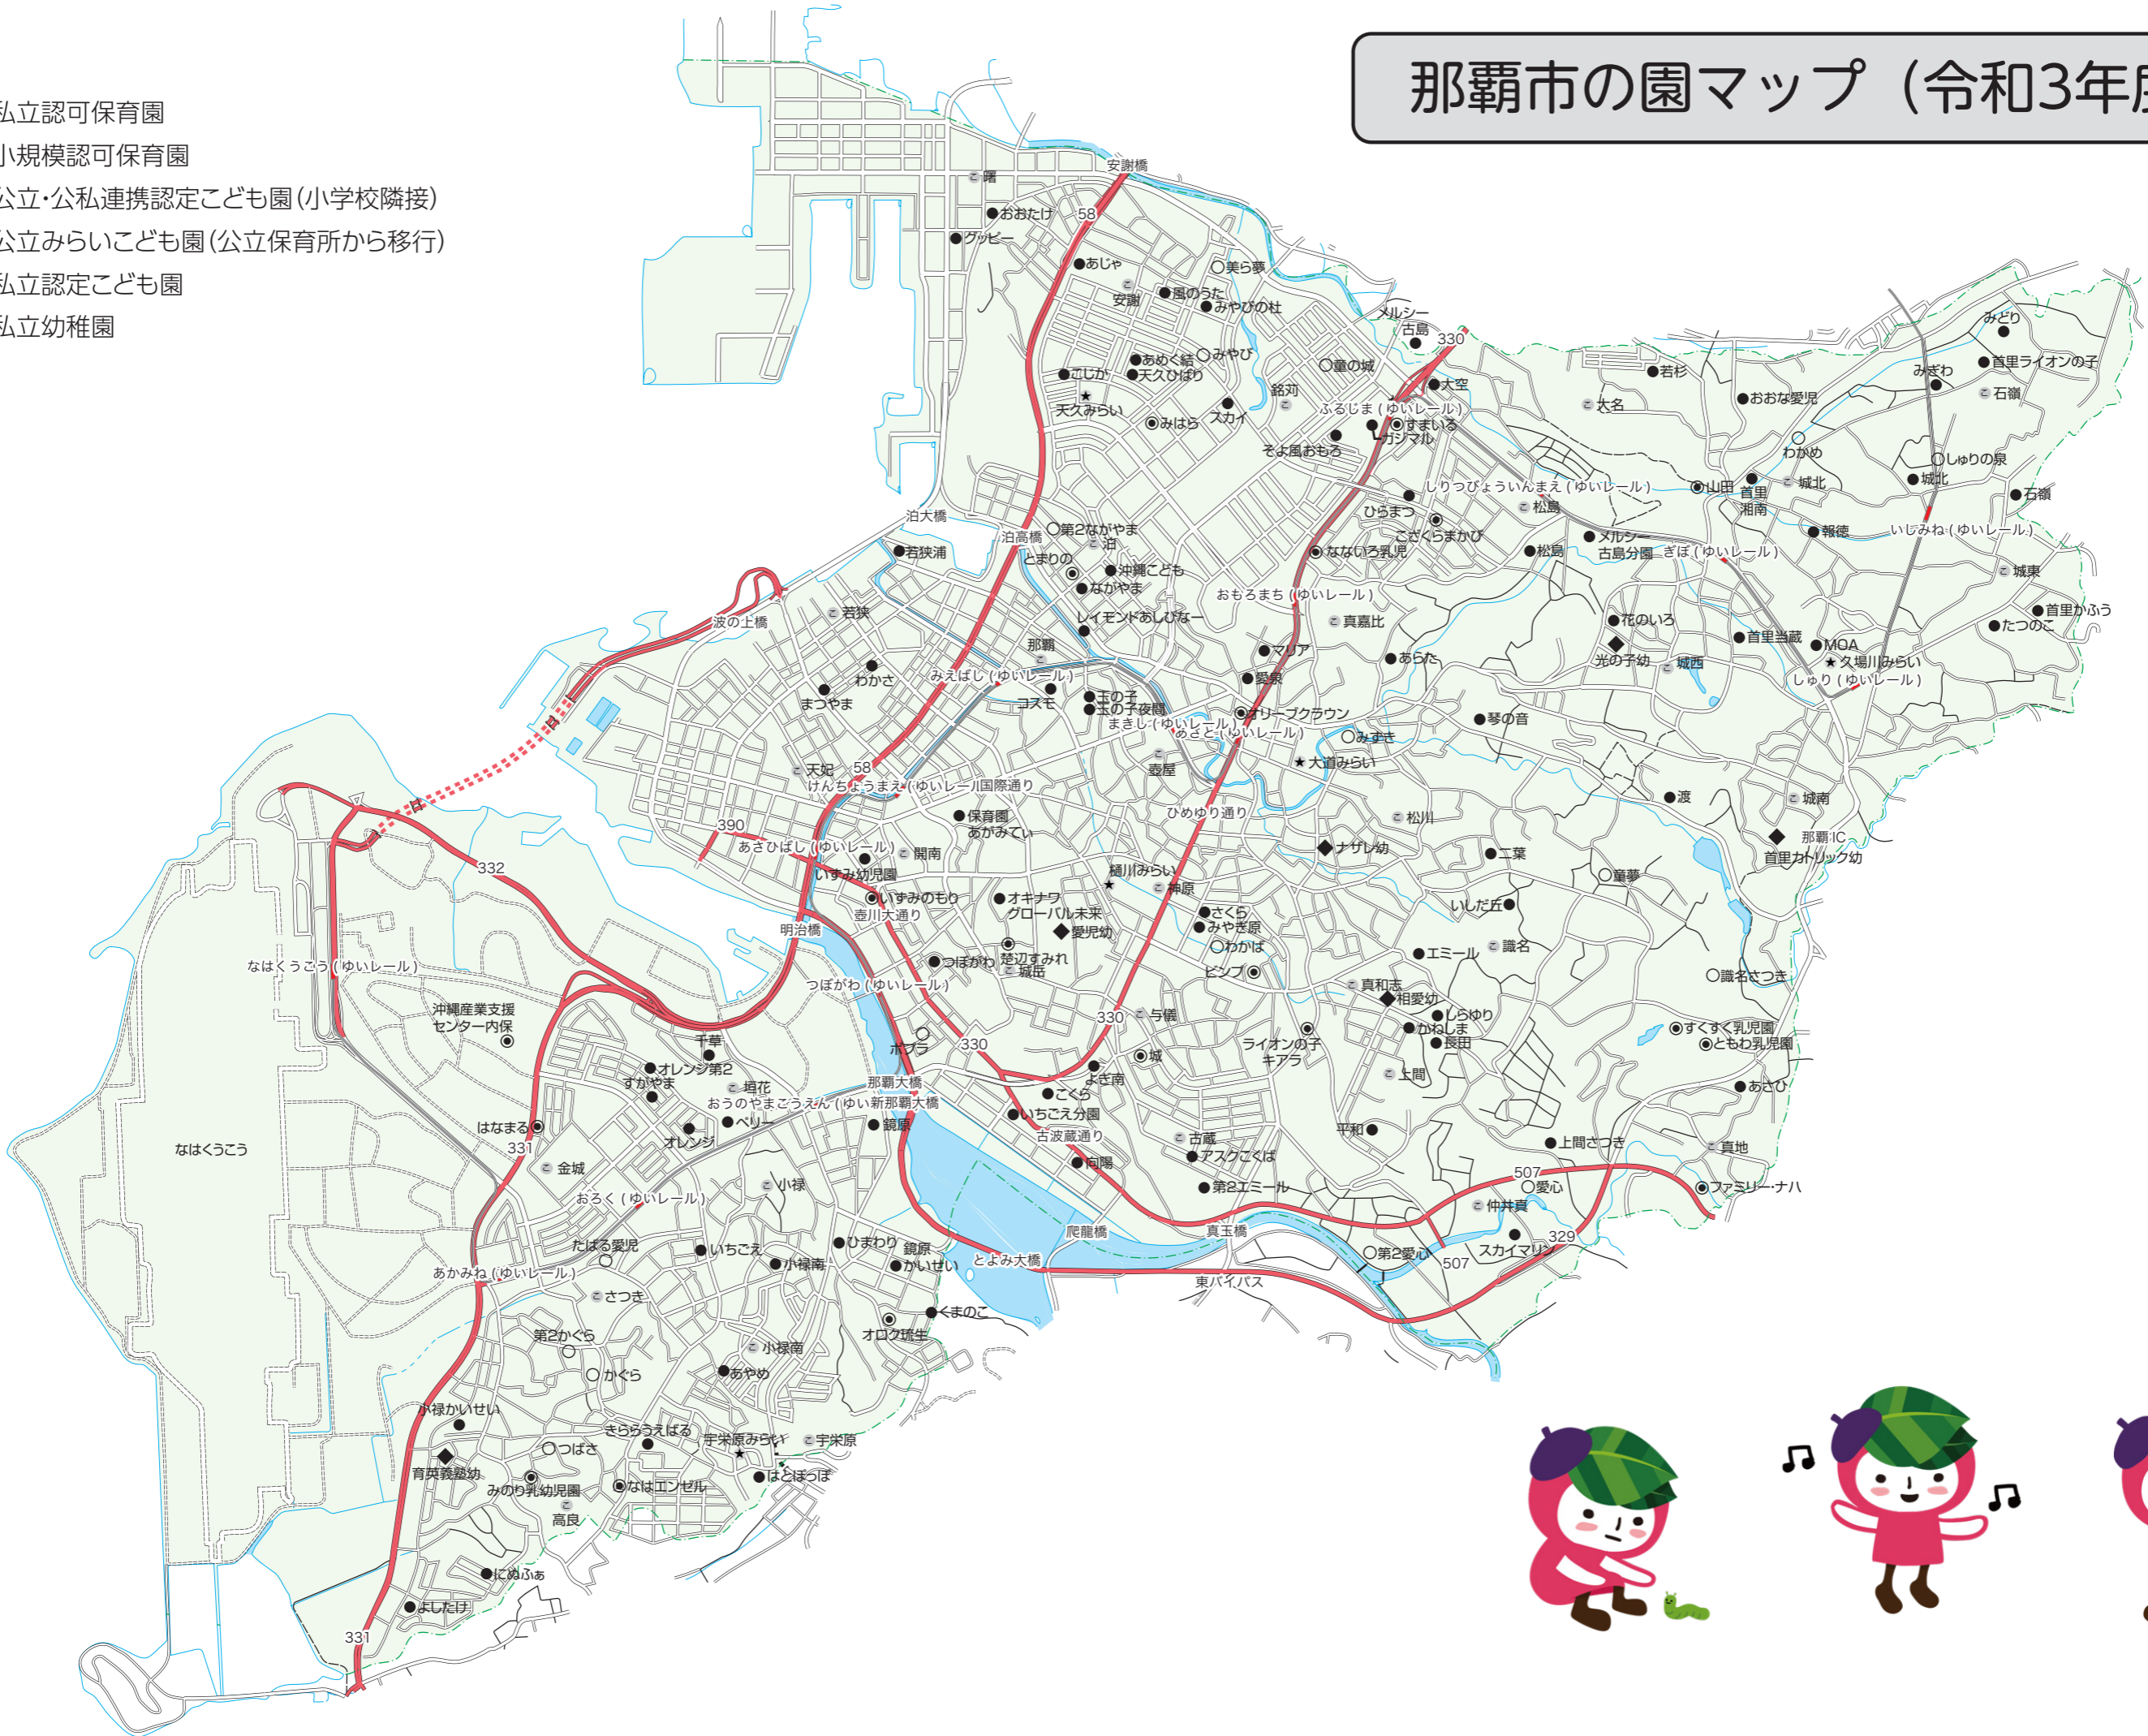 那覇市の園マップ（令和3年度
私立認可保育園
小規模認可保育園
公立・公私連携認定こども園（小学校隣接）
公立みらいこども園（公立保育所から移行）
私立認定こども園
私立幼稚園
安謝橋
こ 曙
おおたけ
58
グッピー
あじゃ
美ら夢
こ
安謝
風のうた
みやびの杜
メルシー
古島
330
みどり
あめく結
みやび
こじか
天久ひばり
童の城
大空
若杉
首里ライオンの子
みぎわ
こ 石嶺
天久みらい
銘苅
こ
ふるじま（ゆいレール）
こ 大名
おおな愛児
みはら
スカイ
すまいる
ガジマル
そよ風おもろ
わかめ
しゅりの泉
しりつびょういんまえ（ゆいレール）
山田
首里
湘南
こ 城北
城北
石嶺
ひらまつ
こ 松島
泊大橋
第2ながやま
こ 泊
泊高橋
こざくらまかび
メルシー
古島分園
報徳
いしみね（ゆいレール）
若狭浦
とまりの
なないろ乳児
松島
ぎぼ（ゆいレール）
沖縄こども
こ 城東
ながやま
おもろまち（ゆいレール）
こ 若狭
波の上橋
レイモンドあしびなー
こ 真嘉比
花のいろ
首里かふう
たつのこ
那覇
こ
マリア
あらた
光の子幼
首里当蔵
MOA
こ 城西
久場川みらい
わかさ
みえばし（ゆいレール）
愛泉
しゅり（ゆいレール）
まつやま
コスモ
玉の子
玉の子夜間
オリーブクラウン
琴の音
まきし（ゆいレール）
あさと（ゆいレール）
みずき
こ
壺屋
大道みらい
こ 天妃
58
けんちょうまえ（ゆいレール
国際通り
渡
こ 城南
保育園
あがみてぃ
ひめゆり通り
こ 松川
390
那覇IC
あさひばし（ゆいレール）
こ 開南
ナザレ幼
二葉
首里カトリック幼
332
いずみ幼児園
樋川みらい
こ 神原
童夢
いずみのもり
オキナワ
グローバル未来
さくら
いしだ丘
壺川大通り
みやぎ原
明治橋
愛児幼
わかば
エミール
こ 識名
なはくうこう（ゆいレール）
つぼがわ
楚辺すみれ
こ 城岳
ビンプ
識名さつき
つぼがわ（ゆいレール）
こ 真和志
相愛幼
沖縄産業支援
センター内保
330
こ 与儀
しらゆり
かねしま
長田
すくすく乳児園
ともわ乳児園
ポプラ
330
ライオンの子
キアラ
千草
城
オレンジ第2
すがやま
こ 垣花
那覇大橋
よぎ南
こ 上間
あさひ
おうのやまこうえん（ゆい
新那覇大橋
こくら
いちごえ分園
はなまる
ペリー
鏡原
オレンジ
古波蔵通り
こ 古蔵
平和
331
なはくうこう
上間さつき
こ 真地
こ 金城
向陽
アスクこくば
507
こ 小禄
第2エミール
愛心
ファミリー・ナハ
おろく（ゆいレール）
こ 仲井真
爬龍橋
真玉橋
たばる愛児
いちごえ
ひまわり
鏡原
スカイマリン
329
小禄南
かいせい
とよみ大橋
第2愛心
507
あかみね（ゆいレール）
東バイパス
こ さつき
くまのこ
第2かぐら
オロク琉生
こ 小禄南
かぐら
あやめ
小禄かいせい
きららうえばる
宇栄原みらい
こ 宇栄原
つばさ
育英義塾幼
はとぽっぽ
みのり乳幼児園
なはエンゼル
こ
高良
にぬふぁ
よしたけ
331